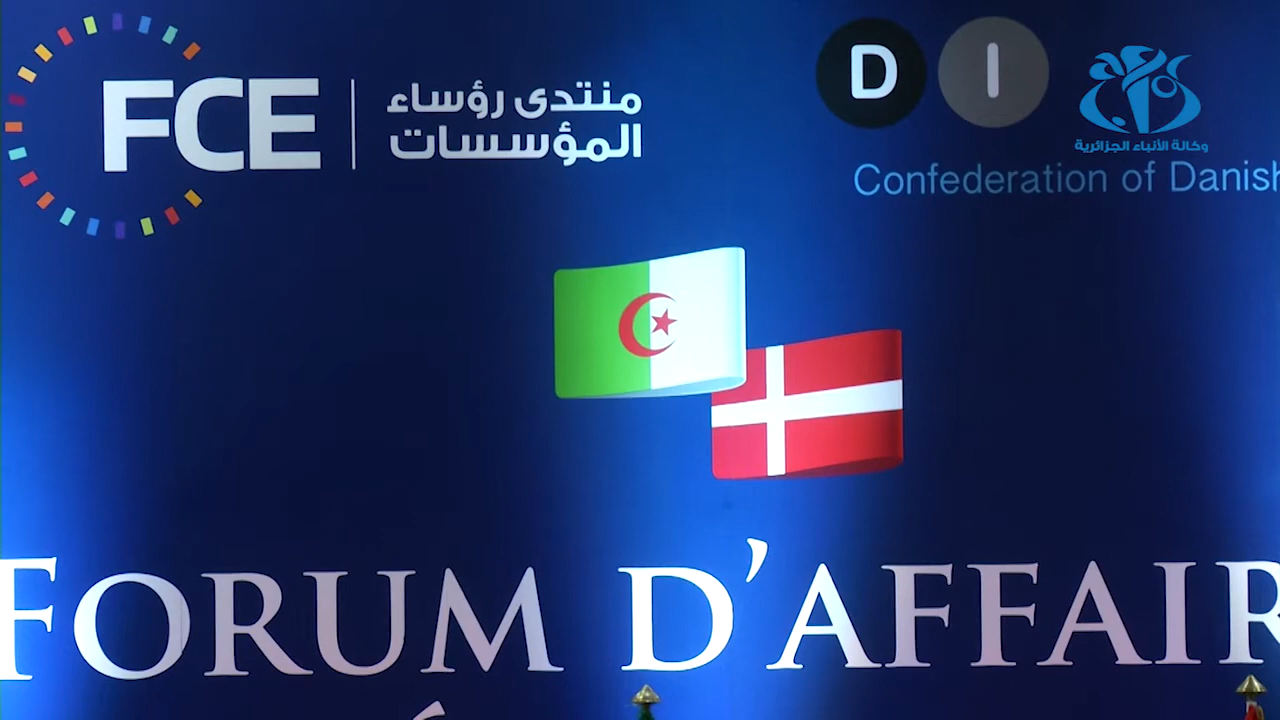 FCE
منتدى رؤساء
المؤسسات
D I
وكالة الأنباء الجزائرية
Confederation of Danish
FORUM D'AFFAIR